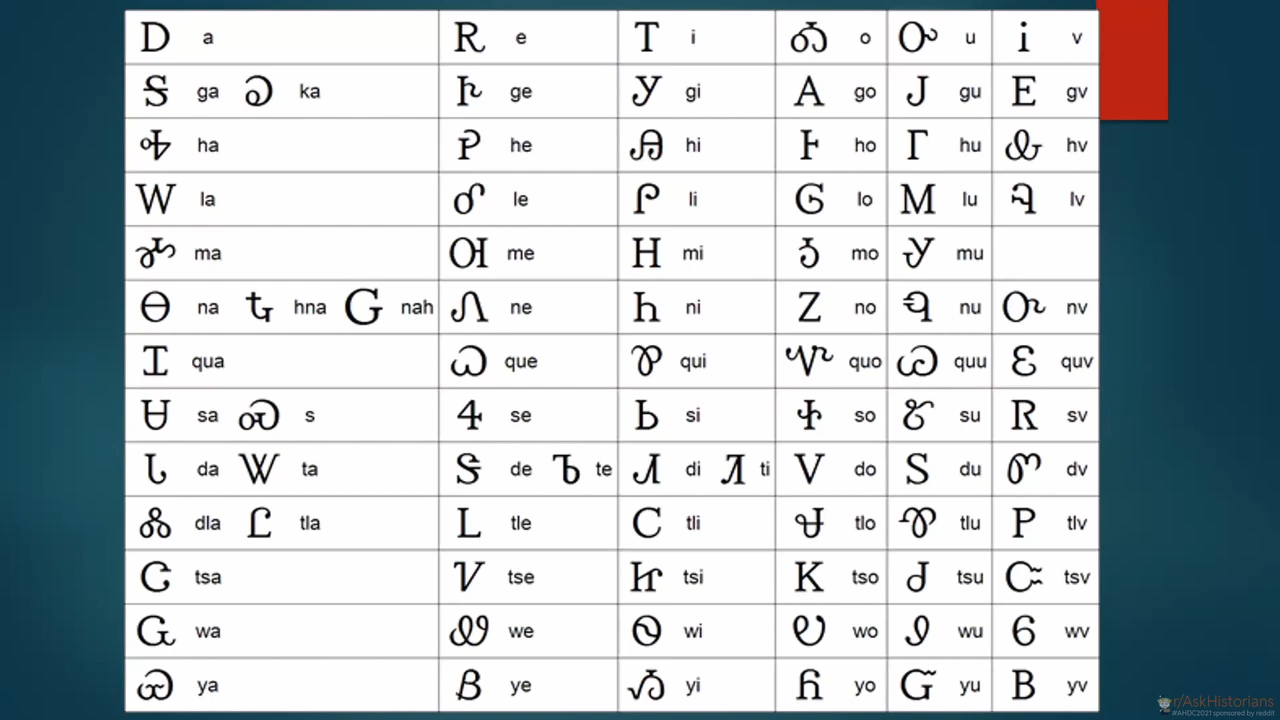 Ꭰ a Ꭱ e Ꭲ i Ꭳ o Ꭴ u Ꭵ v
Ꭶ ga Ꭷ ka Ꭸ ge Ꭹ gi Ꭺ go Ꭻ gu Ꭼ gv
Ꭽ ha Ꭾ he Ꭿ hi Ꮀ ho Ꮁ hu Ꮂ hv
Ꮃ la Ꮄ le Ꮅ li Ꮆ lo Ꮇ lu Ꮈ lv
Ꮉ ma Ꮊ me Ꮋ mi Ꮌ mo Ꮍ mu
Ꮎ na Ꮏ hna Ꮐ nah Ꮑ ne Ꮒ ni Ꮓ no Ꮔ nu Ꮕ nv
Ꮖ qua Ꮗ que Ꮘ qui Ꮙ quo Ꮚ quu Ꮛ quv
Ꮜ sa Ꮝ s Ꮞ se Ꮟ si Ꮠ so Ꮡ su Ꮢ sv
Ꮣ da Ꮤ ta Ꮥ de Ꮦ te Ꮧ di Ꮨ ti Ꮩ do Ꮪ du Ꮫ dv
Ꮬ dla Ꮭ tla Ꮮ tle Ꮯ tli Ꮰ tlo Ꮱ tlu Ꮲ tlv
Ꮳ tsa Ꮴ tse Ꮵ tsi Ꮶ tso Ꮷ tsu Ꮸ tsv
Ꮹ wa Ꮺ we Ꮻ wi Ꮼ wo Ꮽ wu Ꮾ wv
Ꮿ ya Ᏸ ye Ᏹ yi Ᏺ yo Ᏻ yu Ᏼ yv
r/AskHistorians
#AHDC2021 sponsored by reddit